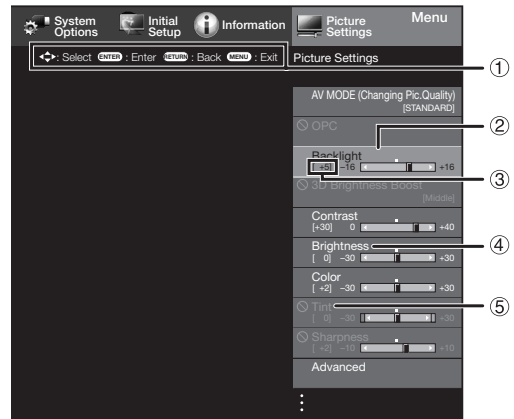 System Options
Initial Setup
Information
Picture Settings
Menu
: Select ENTER : Enter RETURN : Back MENU : Exit
Picture Settings
①
AV MODE (Changing Pic.Quality)
[STANDARD]
OPC
②
Backlight
[ +5] −16 +16
③
3D Brightness Boost
[Middle]
Contrast
[+30] 0 +40
Brightness
④
[ 0] −30 +30
Color
[ +2] −30 +30
Tint
⑤
[ 0] −30 +30
Sharpness
[ +2] −10 +10
Advanced